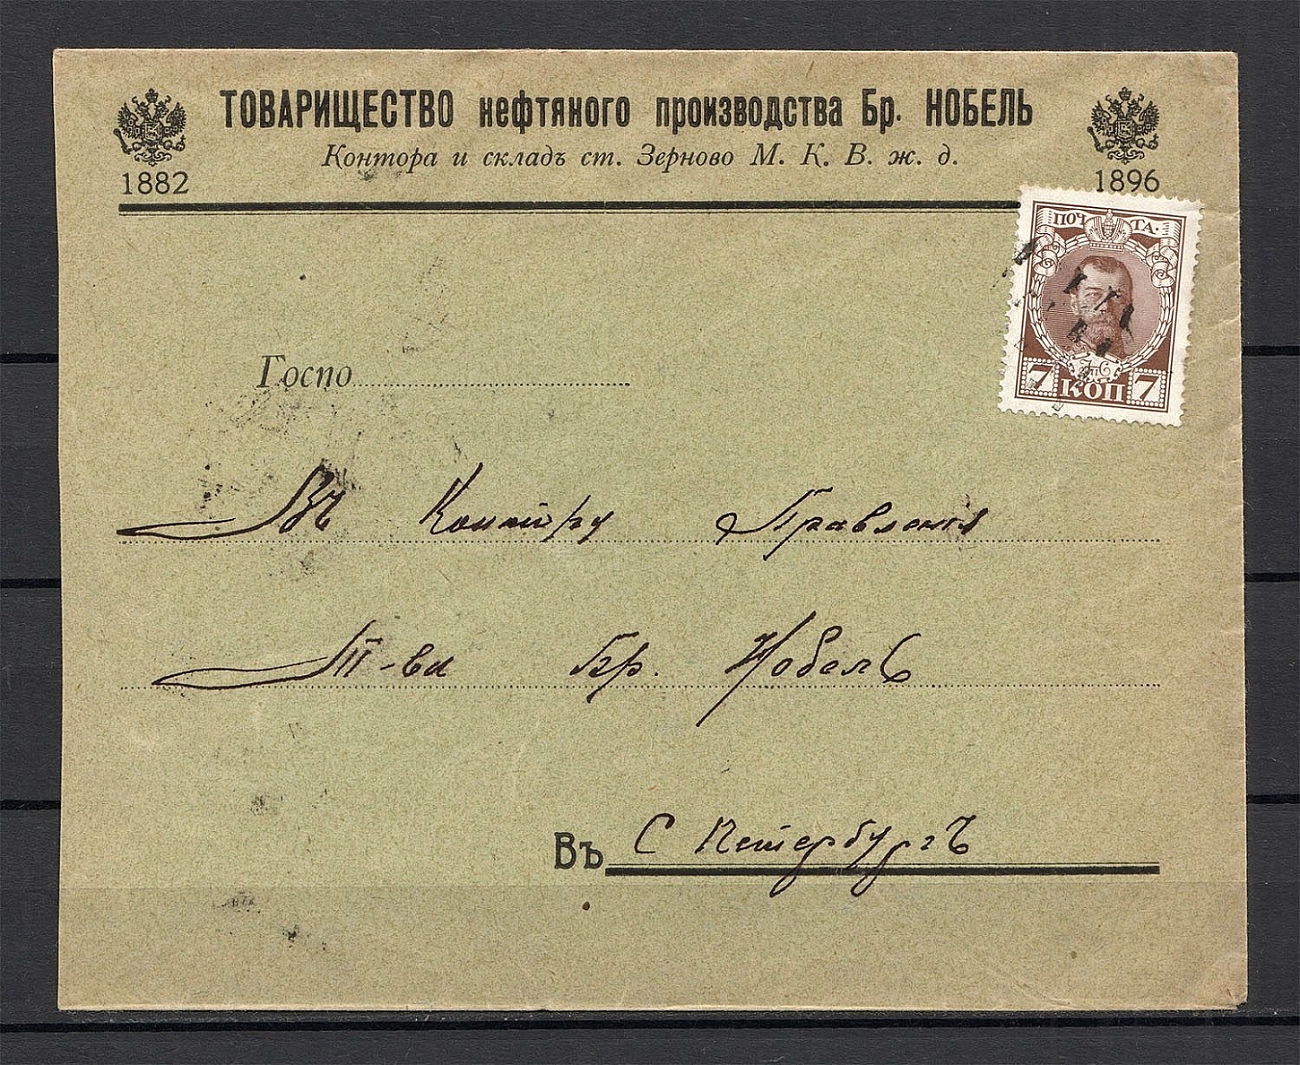 ТОВАРИЩЕСТВО нефтяного производства Бр. НОБЕЛЬ
Контора и складъ ст. Зерново М. К. В. ж. д.
1882 1896
ПОЧТА
7 КОП 7
Госпо
Въ Контору Правленія
Т-ва Бр. Нобель
Въ С Петербургъ